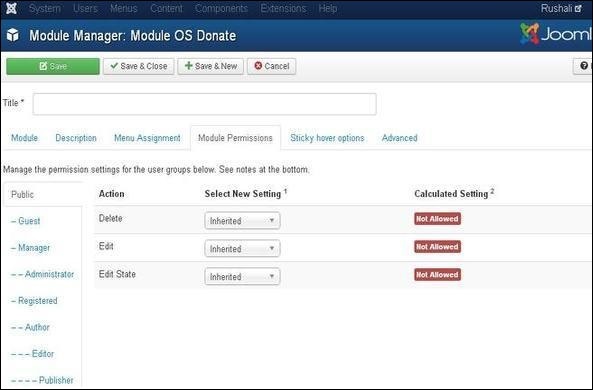 System Users Menus Content Components Extensions Help Rushali
Module Manager: Module OS Donate
Save Save & Close Save & New Cancel
Title *
Module Description Menu Assignment Module Permissions Sticky hover options Advanced
Manage the permission settings for the user groups below. See notes at the bottom.
Public Action Select New Setting 1 Calculated Setting 2
Delete Inherited Not Allowed
– Guest
Edit Inherited Not Allowed
– Manager
Edit State Inherited Not Allowed
– – Administrator
– Registered
– – Author
– – – Editor
– – – – Publisher